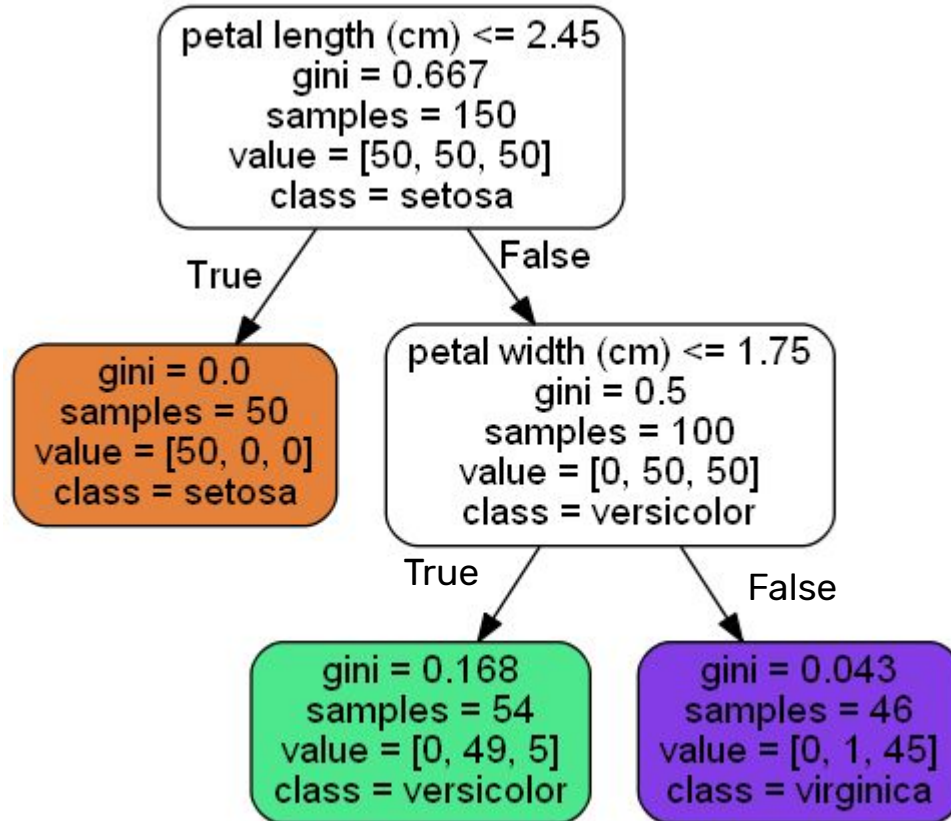 petal length (cm) <= 2.45
gini = 0.667
samples = 150
value = [50, 50, 50]
class = setosa
True
False
gini = 0.0
samples = 50
value = [50, 0, 0]
class = setosa
petal width (cm) <= 1.75
gini = 0.5
samples = 100
value = [0, 50, 50]
class = versicolor
True
False
gini = 0.168
samples = 54
value = [0, 49, 5]
class = versicolor
gini = 0.043
samples = 46
value = [0, 1, 45]
class = virginica